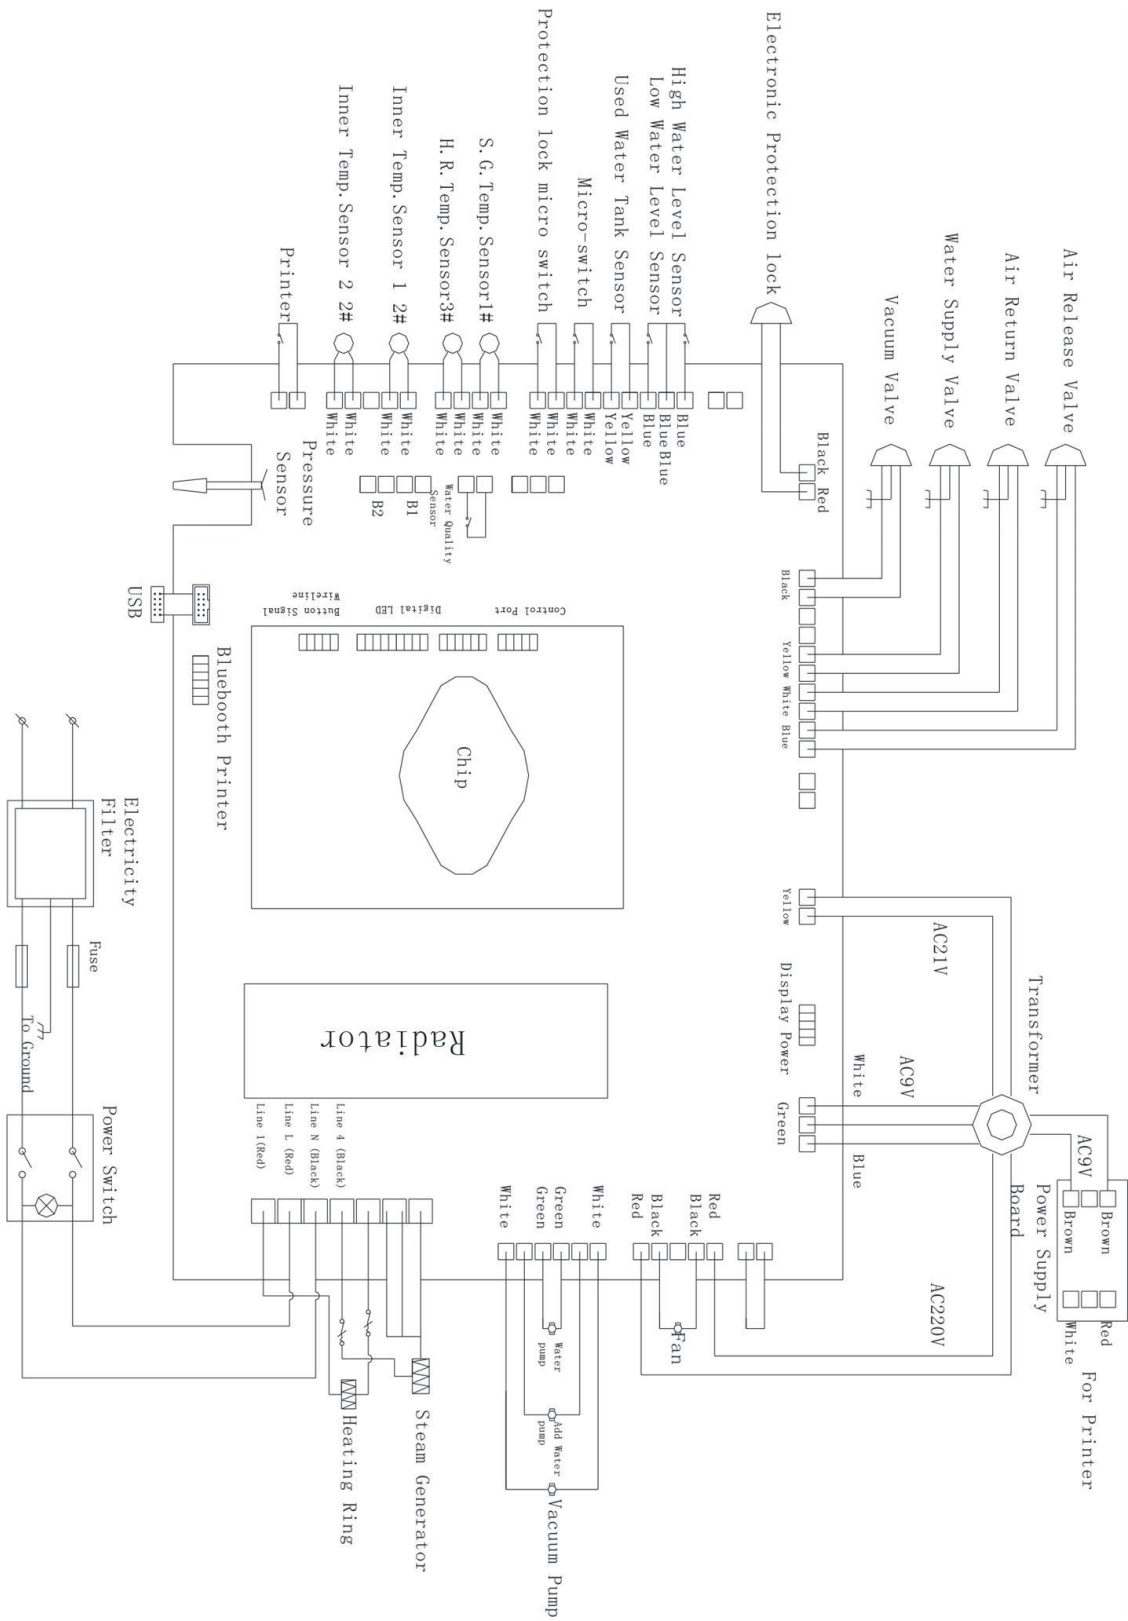 Electronic Protection lock
High Water Level Sensor
Low Water Level Sensor
Used Water Tank Sensor
Micro-switch
Protection lock micro switch
S.G.Temp.Sensor1#
H.R.Temp.Sensor3#
Inner Temp.Sensor 1 2#
Inner Temp.Sensor 2 2#
Printer
Air Release Valve
Air Return Valve
Water Supply Valve
Vacuum Valve
Black Red
Blue
Blue
Blue
Blue
Yellow
Yellow
White
White
White
White
White
White
White
White
White
White
White
White
Pressure
Sensor
B1
B2
Water Quality
Sensor
Black
Yellow
White
Blue
Control Port
Digital LED
Button Signal
Wireline
USB
Bluebooth Printer
Chip
Electricity
Filter
Fuse
To Ground
Power Switch
Radiator
Line 1(Red)
Line L (Red)
Line N (Black)
Line 4 (Black)
Yellow
AC21V
Display Power
Transformer
White
AC9V
Green
Blue
AC9V
Power Supply
Board
Brown
Brown
Red
White
For Printer
AC220V
Red
Black
Black
Red
Fan
White
Green
Green
White
Water
pump
Add Water
pump
Vacuum Pump
Steam Generator
Heating Ring